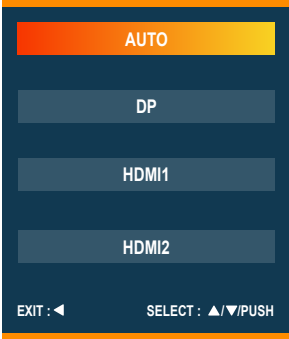 AUTO
DP
HDMI1
HDMI2
EXIT : ◀ SELECT : ▲/▼/PUSH